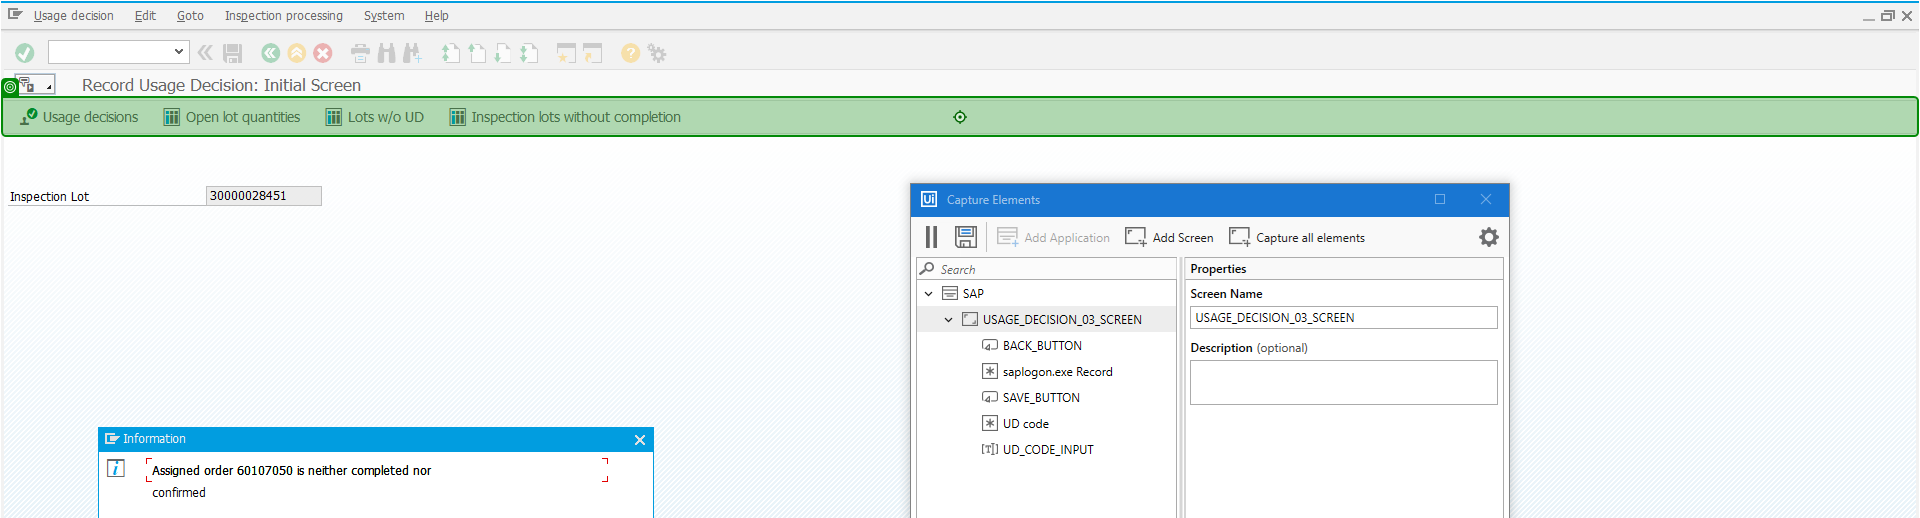 Usage decision Edit Goto Inspection processing System Help
Record Usage Decision: Initial Screen
Usage decisions Open lot quantities Lots w/o UD Inspection lots without completion
Inspection Lot 30000028451
Information
Assigned order 60107050 is neither completed nor
confirmed
Ui Capture Elements
Add Application Add Screen Capture all elements
Search
SAP
USAGE_DECISION_03_SCREEN
BACK_BUTTON
saplogon.exe Record
SAVE_BUTTON
UD code
UD_CODE_INPUT
Properties
Screen Name
USAGE_DECISION_03_SCREEN
Description (optional)